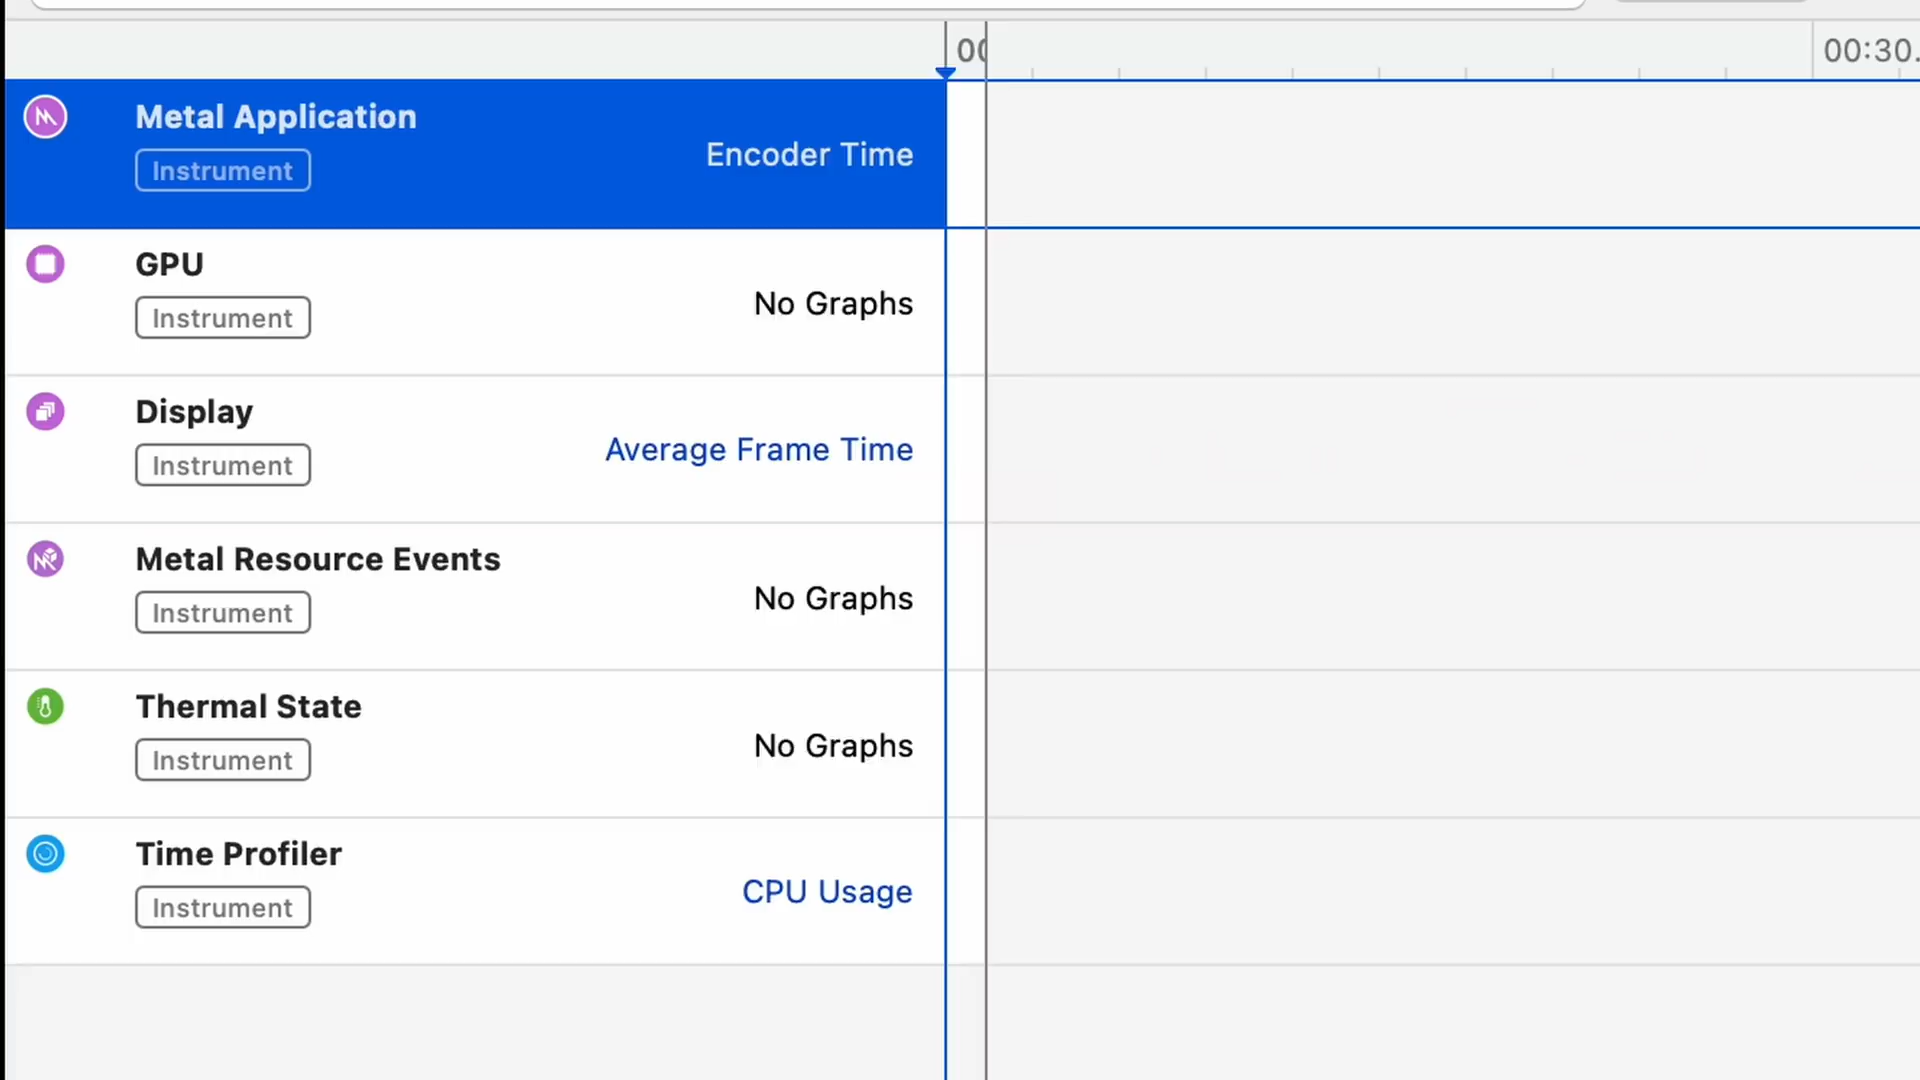 00:30.
Metal Application
Instrument
Encoder Time
GPU
Instrument
No Graphs
Display
Instrument
Average Frame Time
Metal Resource Events
Instrument
No Graphs
Thermal State
Instrument
No Graphs
Time Profiler
Instrument
CPU Usage